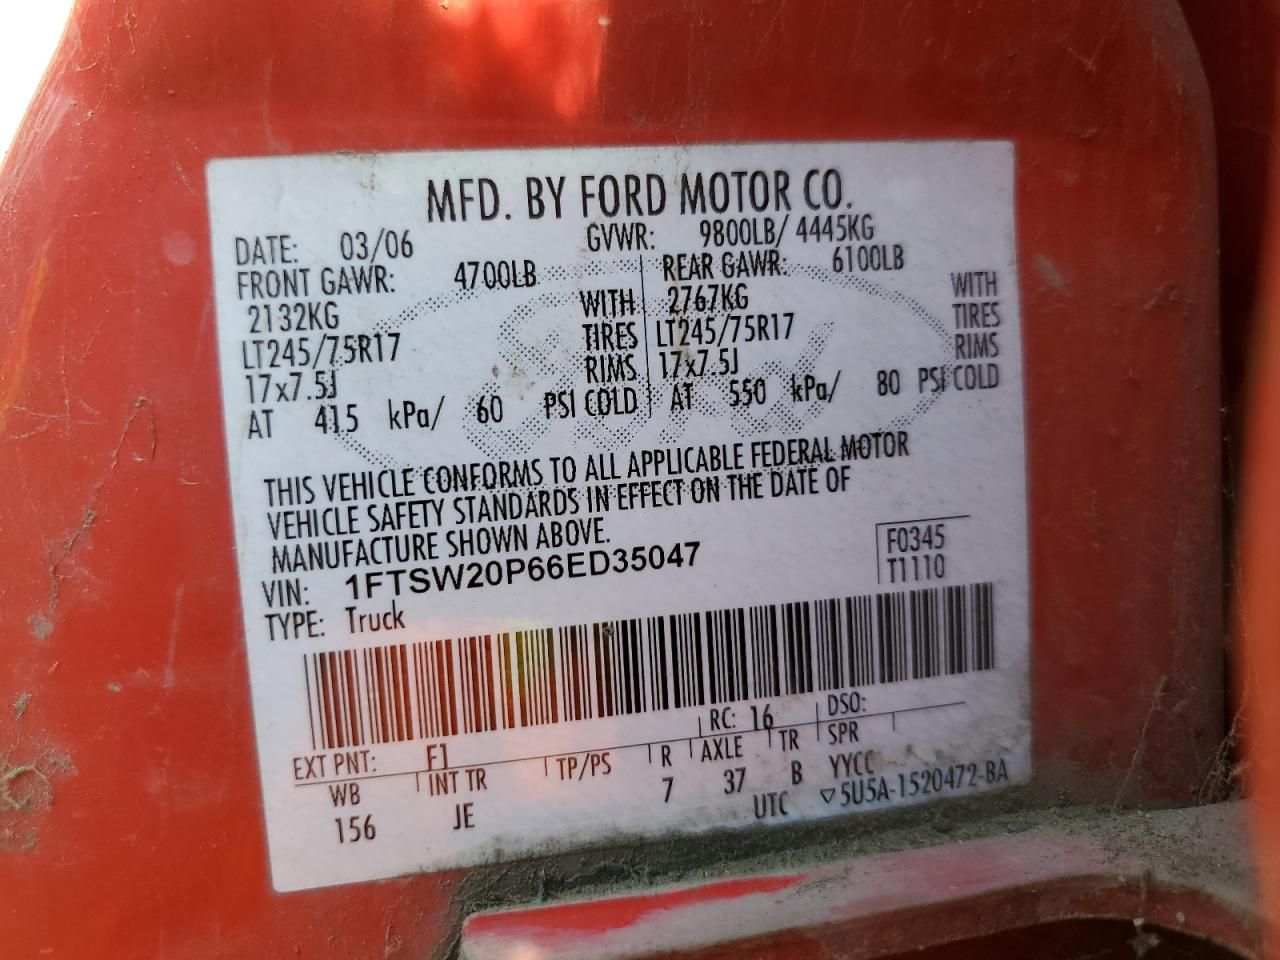 MFD. BY FORD MOTOR CO.
DATE: 03/06 GVWR: 9800LB/ 4445KG
FRONT GAWR: 4700LB REAR GAWR: 6100LB
2132KG WITH 2767KG WITH
LT245/75R17 TIRES LT245/75R17 TIRES
17x7.5J RIMS 17x7.5J RIMS
AT 415 kPa/ 60 PSI COLD AT 550 kPa/ 80 PSI COLD
THIS VEHICLE CONFORMS TO ALL APPLICABLE FEDERAL MOTOR
VEHICLE SAFETY STANDARDS IN EFFECT ON THE DATE OF
MANUFACTURE SHOWN ABOVE.
VIN: 1FTSW20P66ED35047 F0345
TYPE: Truck T1110
EXT PNT: F1 RC: 16 DSO:
WB INT TR TP/PS R AXLE TR SPR
156 JE 7 37 B YYCC
UTC ▽5U5A-1520472-BA
Ford